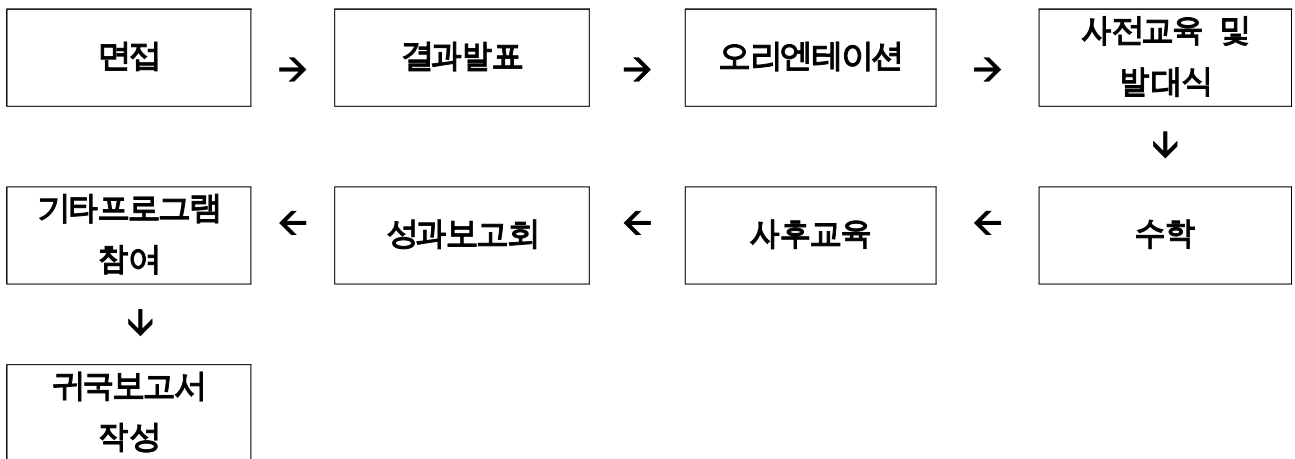 면접 → 결과발표 → 오리엔테이션 → 사전교육 및
발대식
↓
기타프로그램
참여 ← 성과보고회 ← 사후교육 ← 수학
↓
귀국보고서
작성